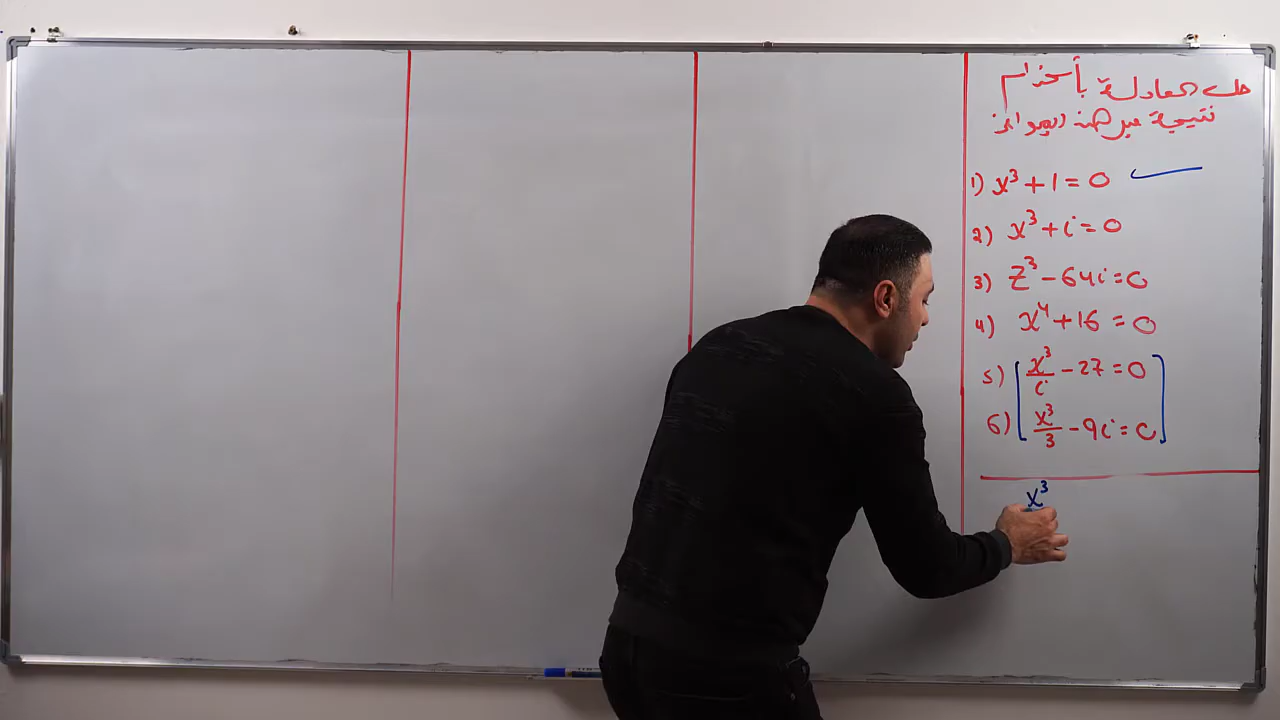 حل المعادلة بأستخدام
نتيجة مبرهنة ديموافر
1) x³ + 1 = 0
2) x³ + i = 0
3) z³ - 64i = 0
4) x⁴ + 16 = 0
5) x³/i - 27 = 0
6) x³/3 - 9i = 0
x³